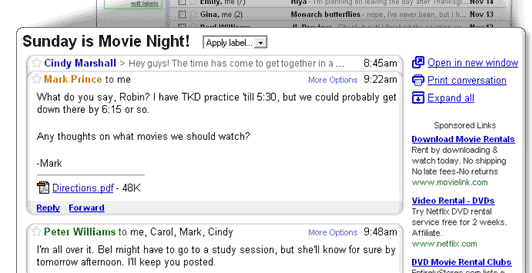 edit labels
Emily, me (7)
Riya - I'm planning on leaving the day after Thanksgiving
Nov 14
Gina, me (2)
Monarch butterflies - nope, I've never been, but I
Nov 13
Paul Williams
Nov 12
Sunday is Movie Night!
Apply label...
Cindy Marshall > Hey guys! The time has come to get together in a ...
8:45am
Mark Prince to me
More Options
9:22am
What do you say, Robin? I have TKD practice 'till 5:30, but we could probably get
down there by 6:15 or so.
Any thoughts on what movies we should watch?
-Mark
Directions.pdf - 48K
Reply Forward
Peter Williams to me, Carol, Mark, Cindy
More Options
9:48am
I'm all over it. Bel might have to go to a study session, but she'll know for sure by
tomorrow afternoon. I'll keep you posted.
Open in new window
Print conversation
Expand all
Sponsored Links
Download Movie Rentals
Rent by downloading &
watch today. No shipping
No late fees-No returns
www.movielink.com
Video Rental - DVDs
Try Netflix DVD rental
service free for 2 weeks.
Affiliate.
www.netflix.com
DVD Movie Rental Clubs